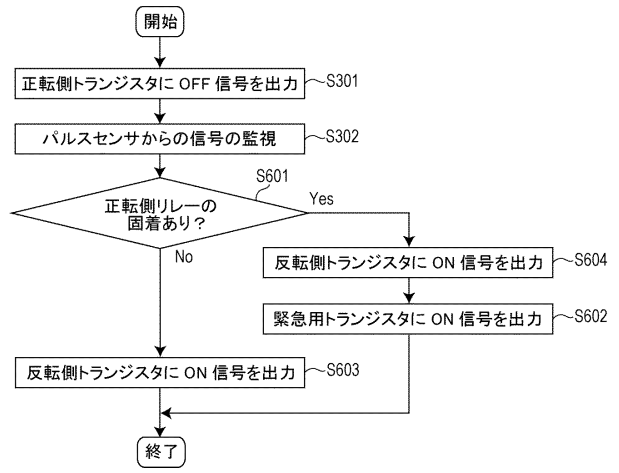 開始
正転側トランジスタに OFF 信号を出力
S301
パルスセンサからの信号の監視
S302
S601
正転側リレーの
固着あり?
Yes
No
反転側トランジスタに ON 信号を出力
S604
緊急用トランジスタに ON 信号を出力
S602
反転側トランジスタに ON 信号を出力
S603
終了